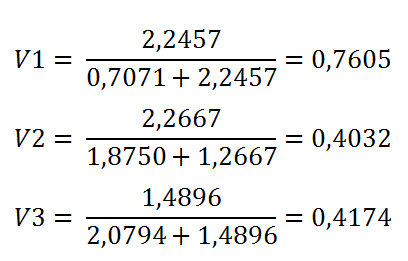 V1 = 2,2457 / 0,7071 + 2,2457 = 0,7605
V2 = 2,2667 / 1,8750 + 1,2667 = 0,4032
V3 = 1,4896 / 2,0794 + 1,4896 = 0,4174